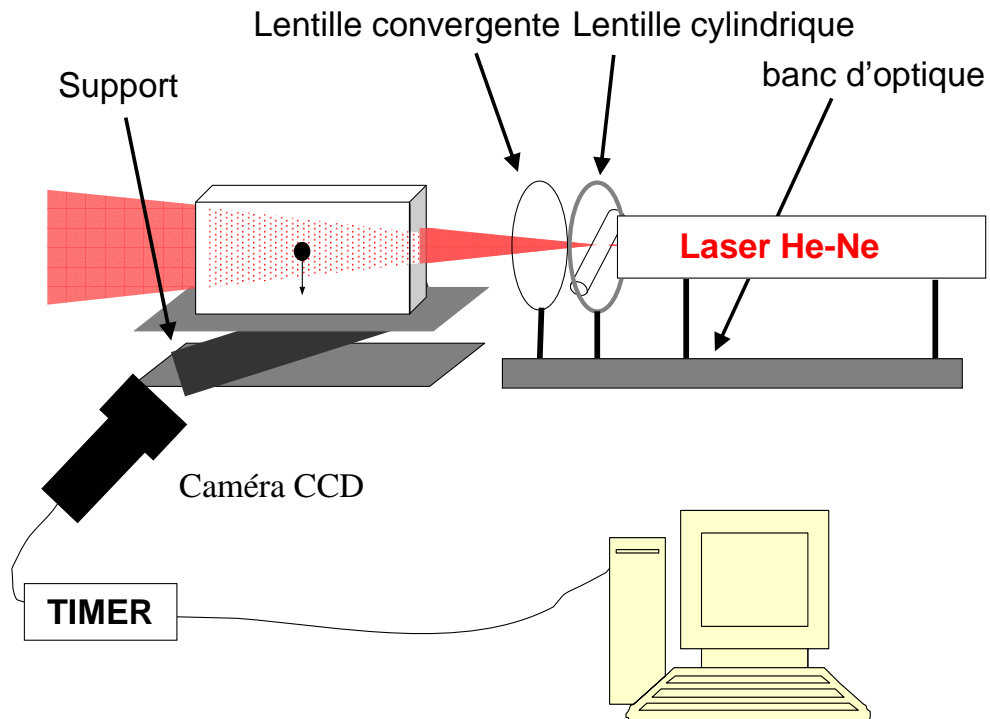 Lentille convergente
Lentille cylindrique
Support
banc d'optique
Laser He-Ne
Caméra CCD
TIMER